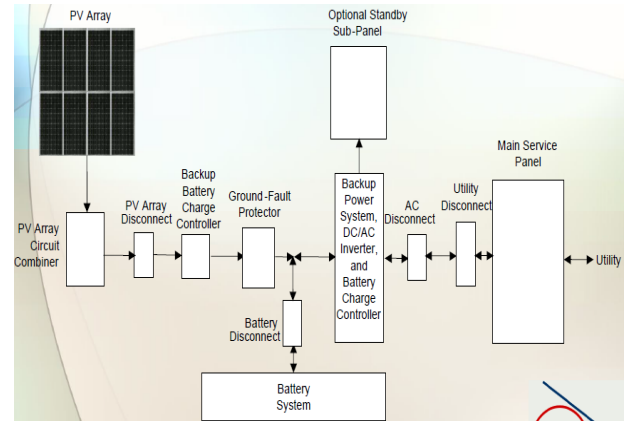 PV Array
Optional Standby
Sub-Panel
Main Service
Panel
Backup
Battery
Charge
Controller
Ground-Fault
Protector
PV Array
Disconnect
PV Array
Circuit
Combiner
Backup
Power
System,
DC/AC
Inverter,
and
Battery
Charge
Controller
AC
Disconnect
Utility
Disconnect
Utility
Battery
Disconnect
Battery
System